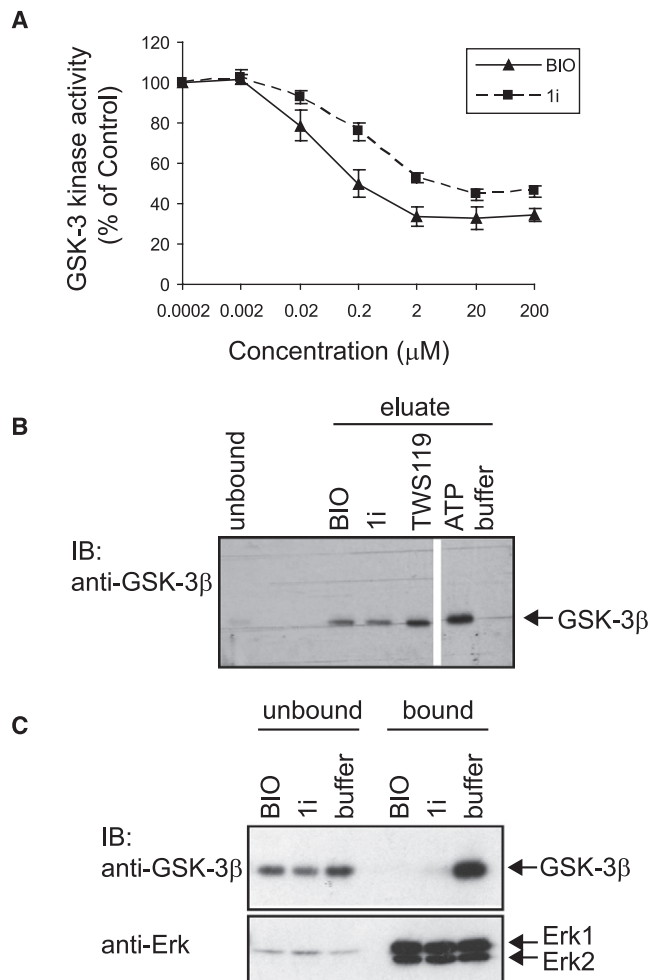 A
GSK-3 kinase activity
(% of Control)
120
100
80
60
40
20
0
0.0002 0.002 0.02 0.2 2 20 200
Concentration (μM)
BIO
1i
B
eluate
unbound BIO 1i TWS119 ATP buffer
IB:
anti-GSK-3β
GSK-3β
C
unbound bound
BIO 1i buffer BIO 1i buffer
IB:
anti-GSK-3β
GSK-3β
anti-Erk
Erk1
Erk2